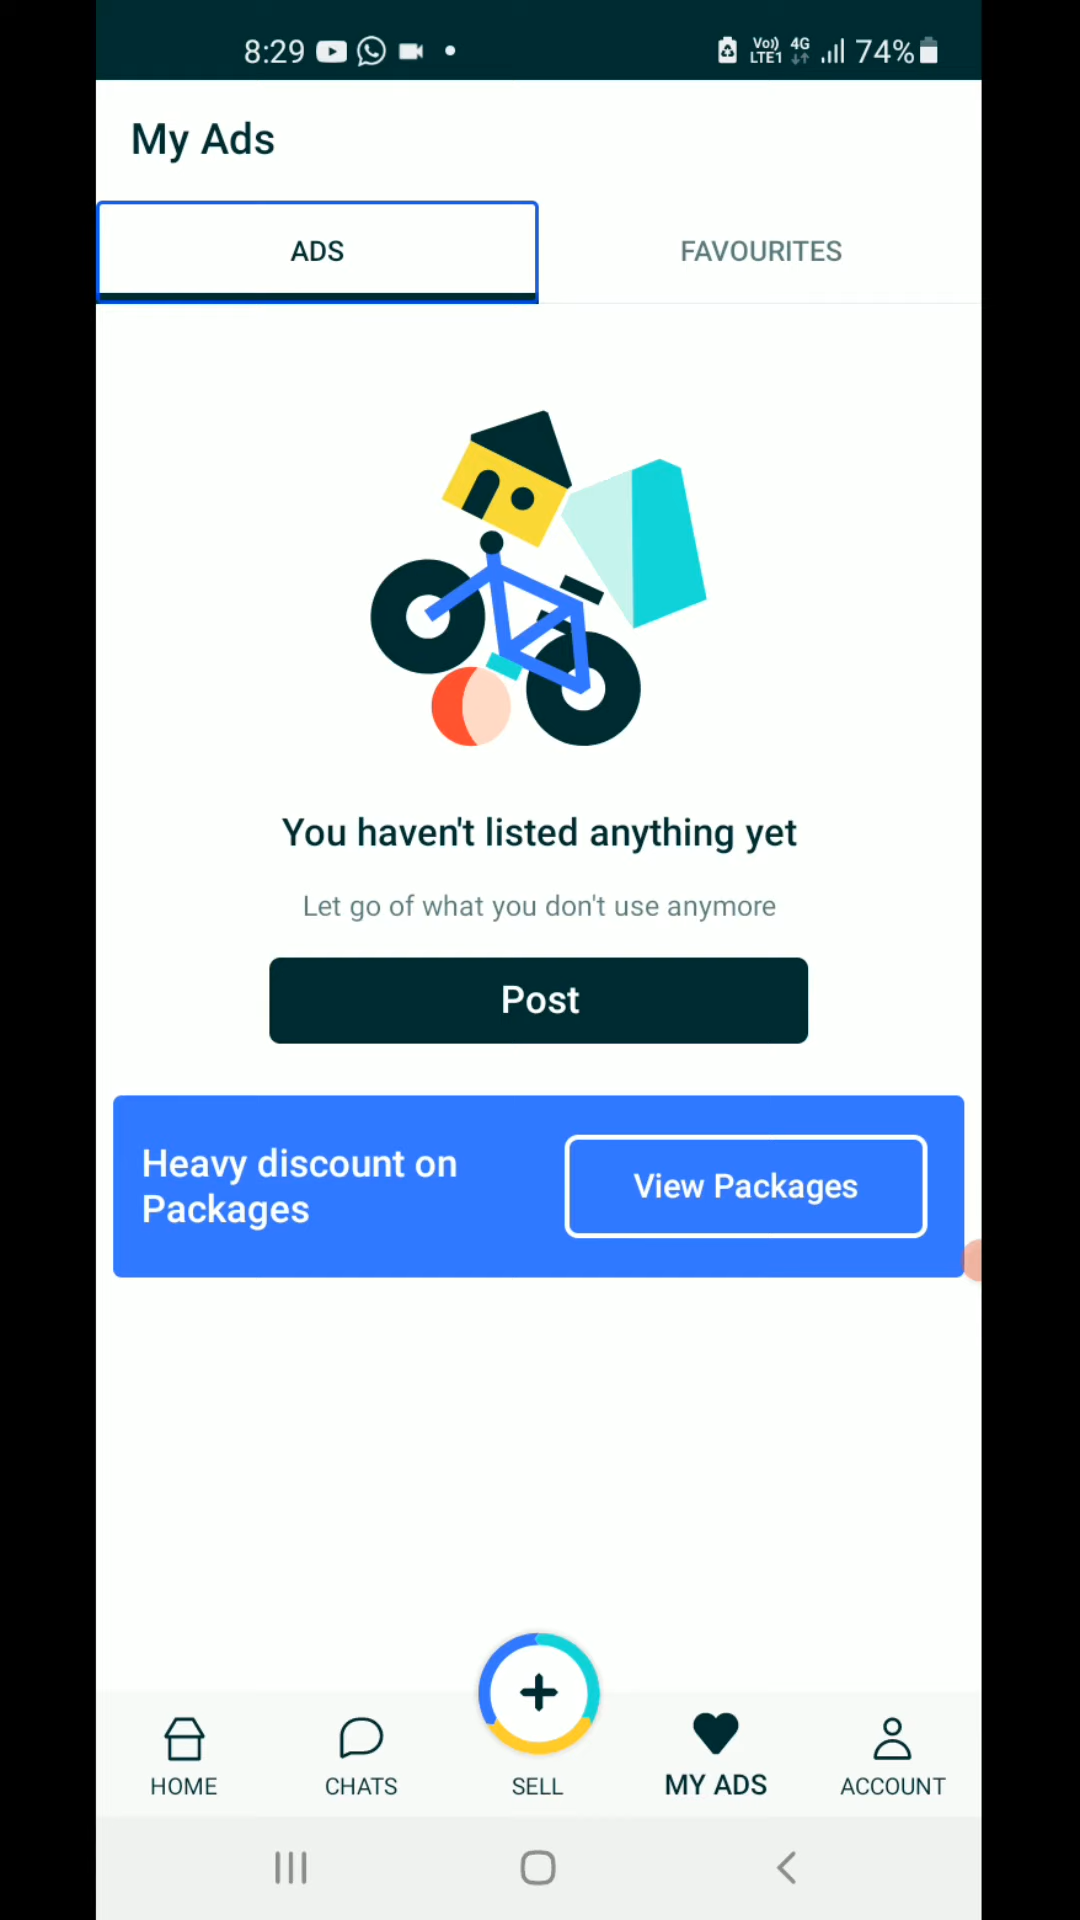 8:29
Vo)) 4G 74%
LTE1
My Ads
ADS FAVOURITES
You haven't listed anything yet
Let go of what you don't use anymore
Post
Heavy discount on
Packages
View Packages
HOME CHATS SELL MY ADS ACCOUNT